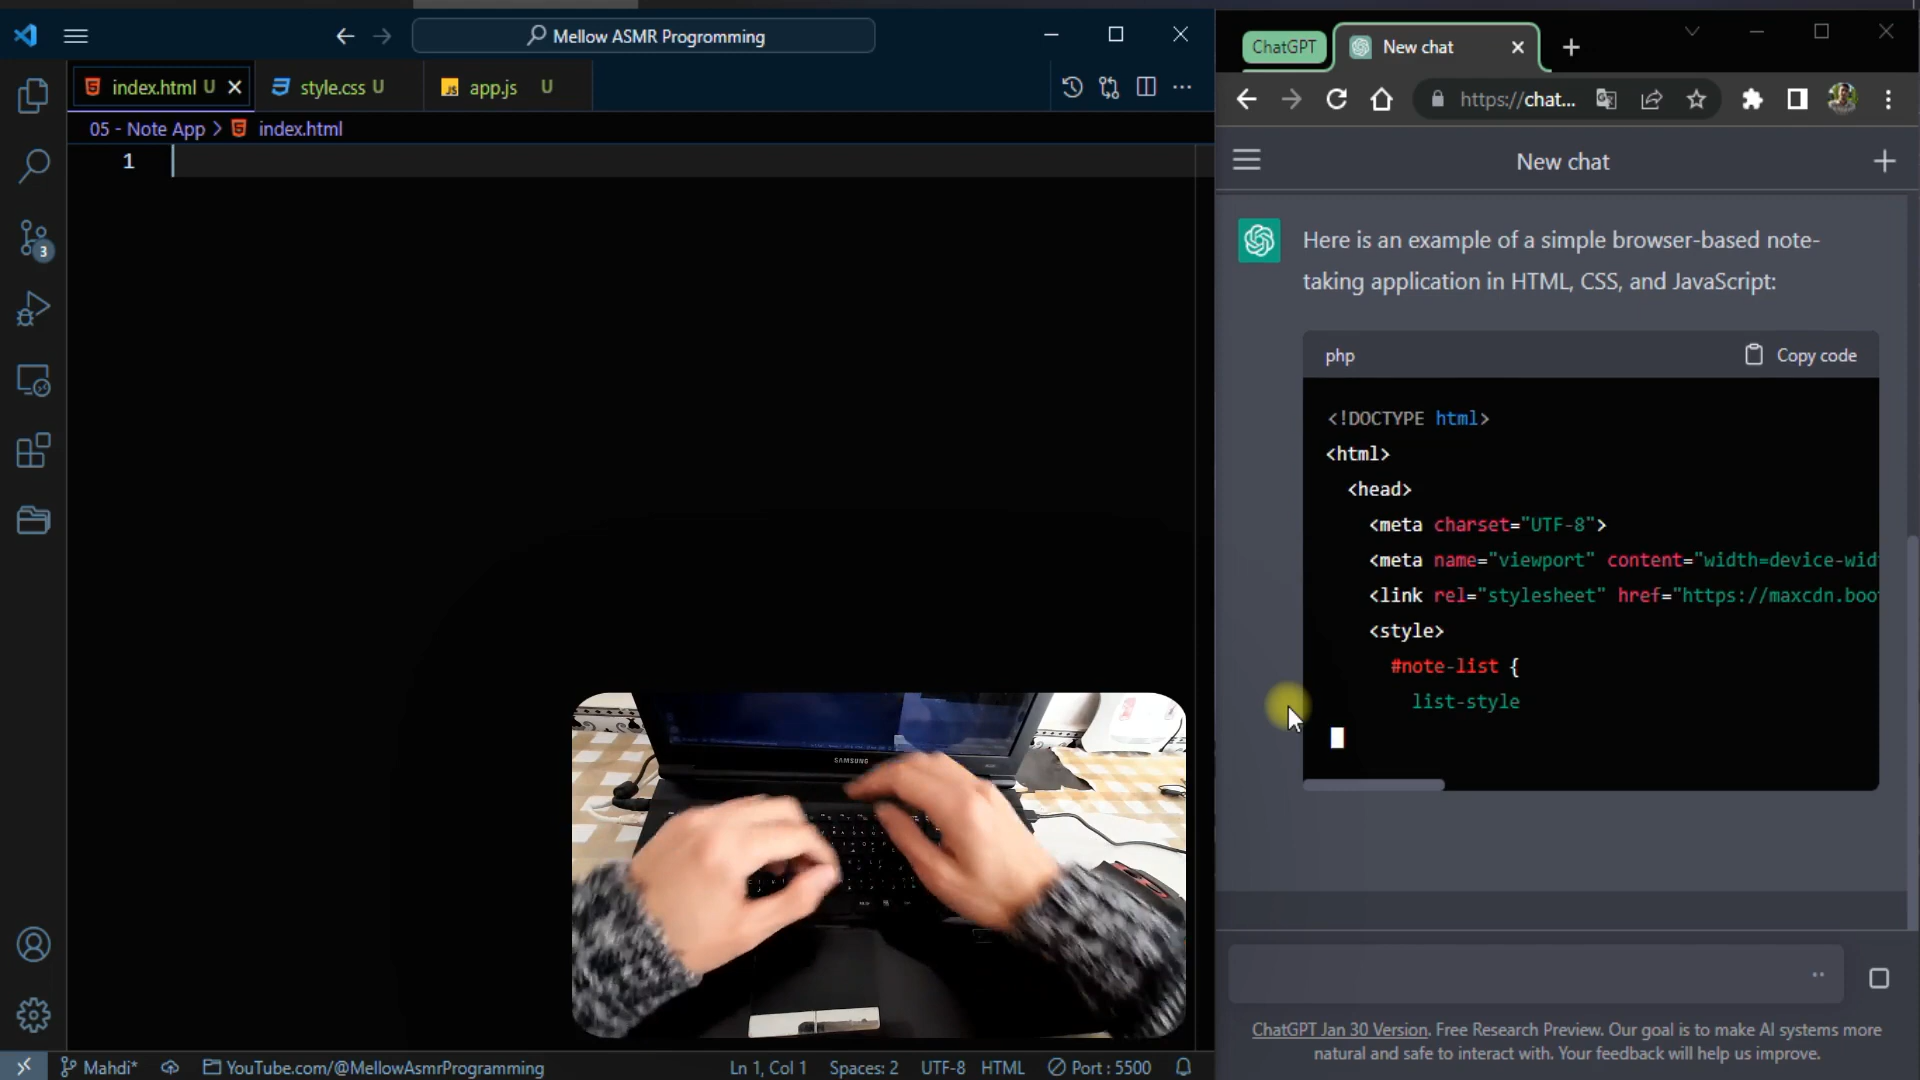 Mellow ASMR Progromming
index.html U
style.css U
app.js U
05 - Note App > index.html
1
3
SAMSUNG
Mahdi*
YouTube.com/@MellowAsmrProgramming
Ln 1, Col 1
Spaces: 2
UTF-8
HTML
Port : 5500
ChatGPT
New chat
https://chat...
New chat
Here is an example of a simple browser-based note-
taking application in HTML, CSS, and JavaScript:
php
Copy code
<!DOCTYPE html>
<html>
<head>
<meta charset="UTF-8">
<meta name="viewport" content="width=device-wid
<link rel="stylesheet" href="https://maxcdn.boo
<style>
#note-list {
list-style
ChatGPT Jan 30 Version. Free Research Preview. Our goal is to make AI systems more
natural and safe to interact with. Your feedback will help us improve.